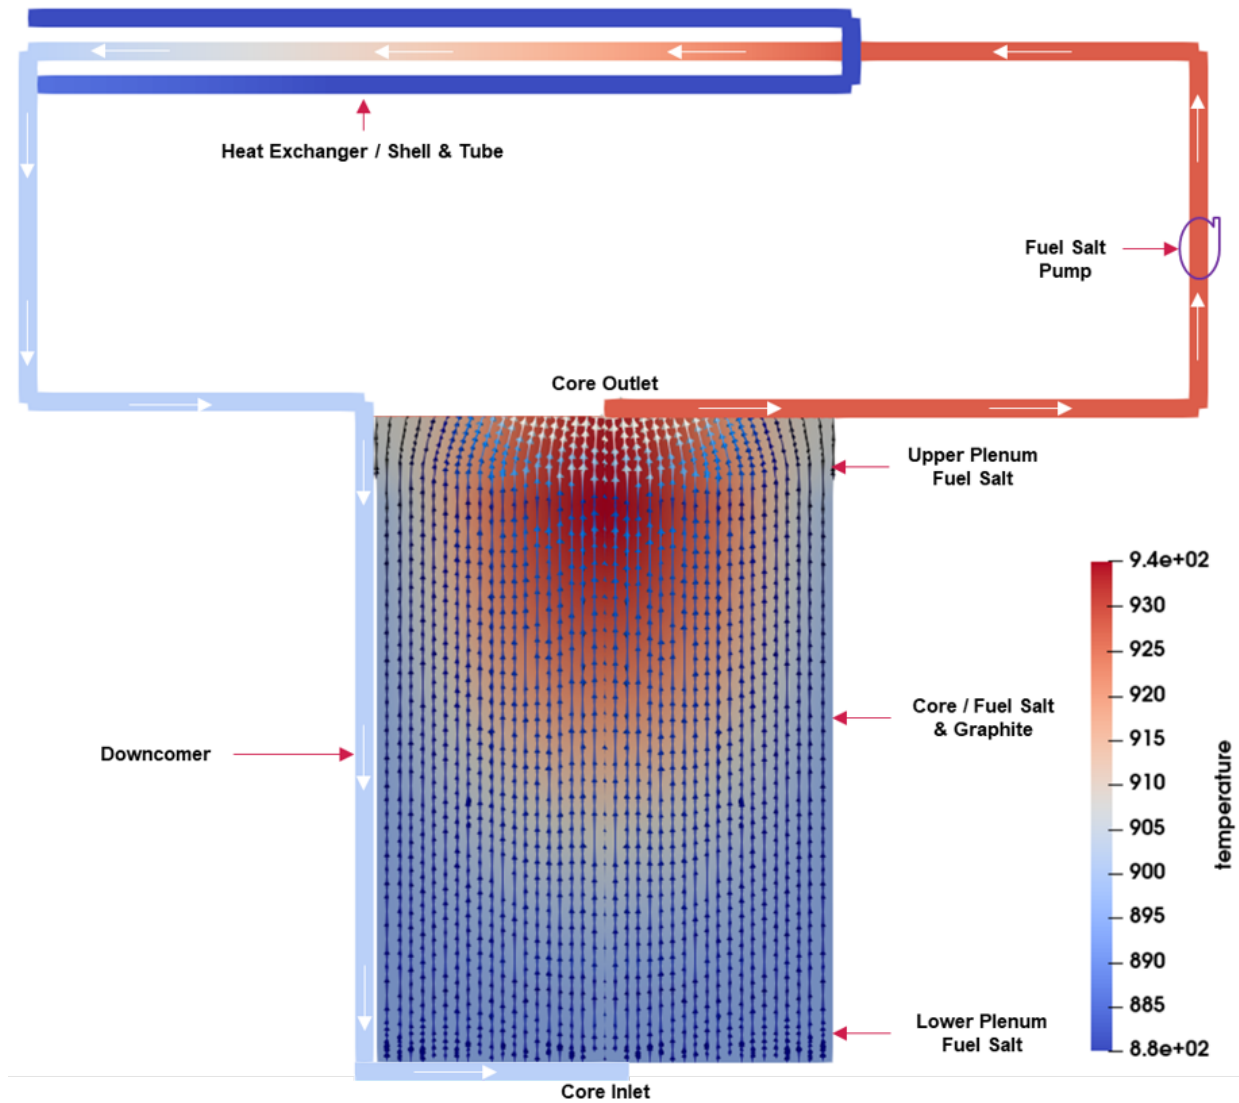 Heat Exchanger / Shell & Tube
Fuel Salt
Pump
Core Outlet
Upper Plenum
Fuel Salt
Core / Fuel Salt
& Graphite
Downcomer
Lower Plenum
Fuel Salt
Core Inlet
9.4e+02
930
925
920
915
910
905
900
895
890
885
8.8e+02
temperature